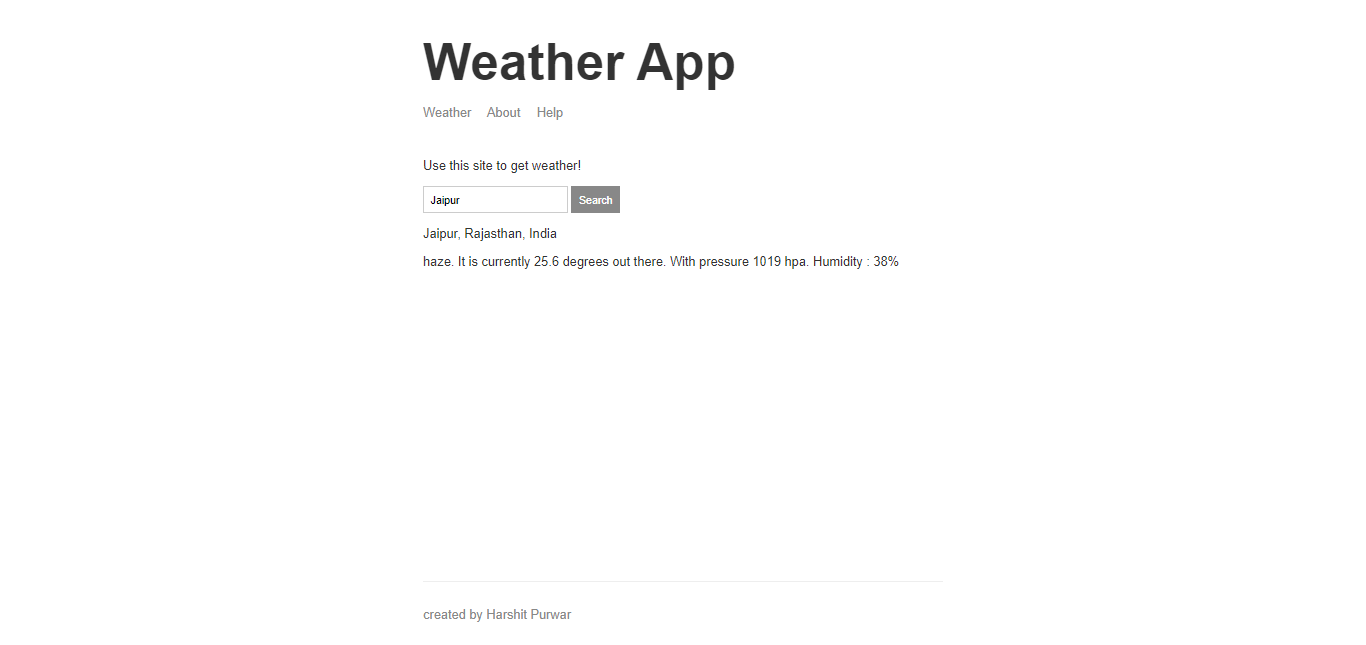 Weather App
Weather About Help
Use this site to get weather!
Jaipur Search
Jaipur, Rajasthan, India
haze. It is currently 25.6 degrees out there. With pressure 1019 hpa. Humidity : 38%
created by Harshit Purwar